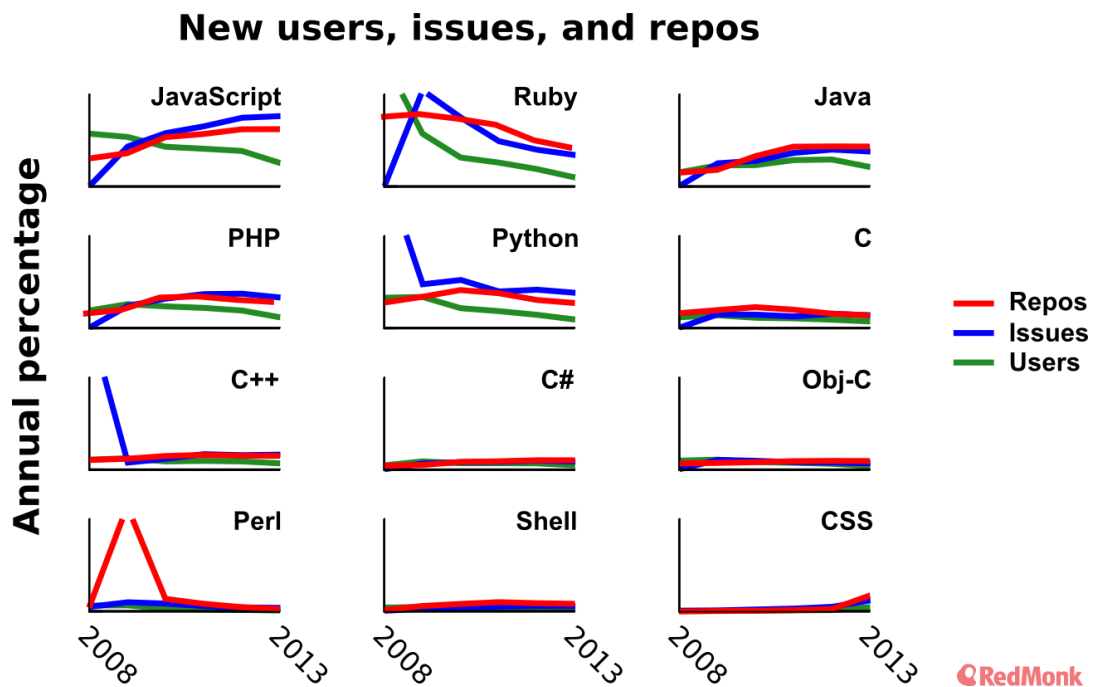 New users, issues, and repos
Annual percentage
JavaScript
Ruby
Java
PHP
Python
C
C++
C#
Obj-C
Perl
Shell
CSS
2008
2013
2008
2013
2008
2013
Repos
Issues
Users
RedMonk